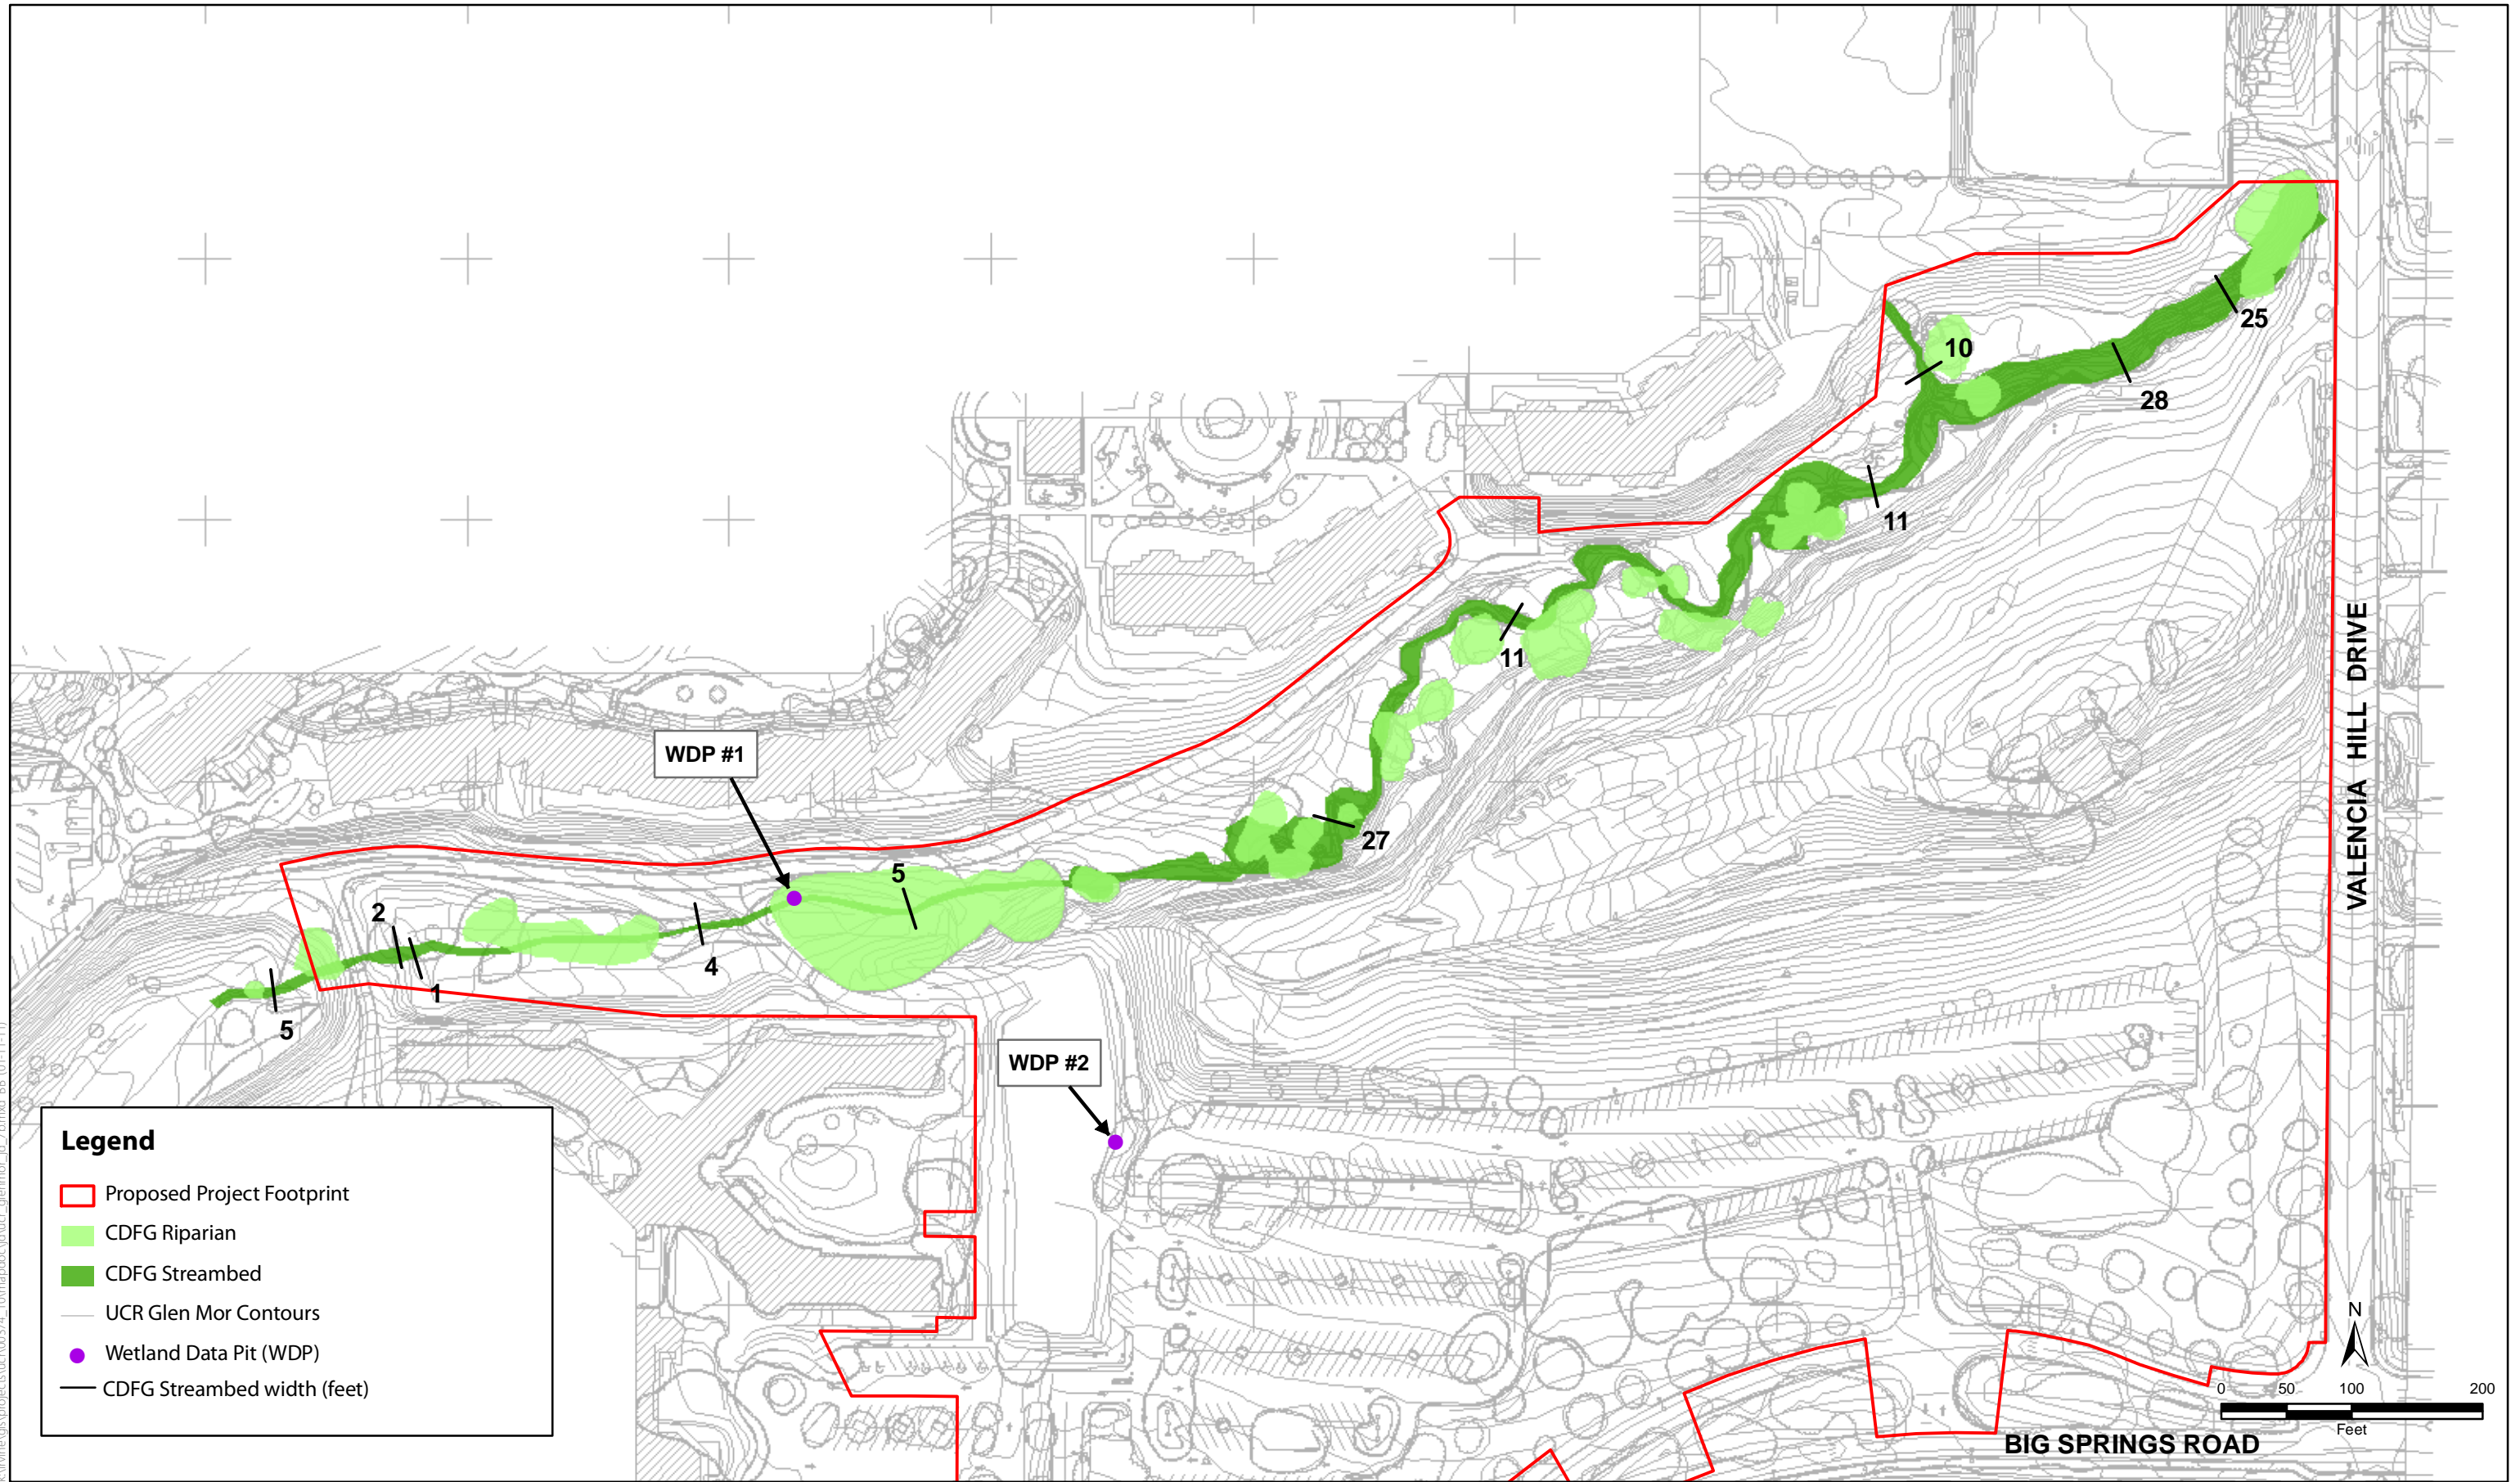 25
10
28
11
11
VALENCIA HILL DRIVE
WDP #1
27
5
2
4
1
5
WDP #2
Legend
Proposed Project Footprint
CDFG Riparian
CDFG Streambed
UCR Glen Mor Contours
Wetland Data Pit (WDP)
CDFG Streambed width (feet)
N
0 50 100 200
Feet
BIG SPRINGS ROAD